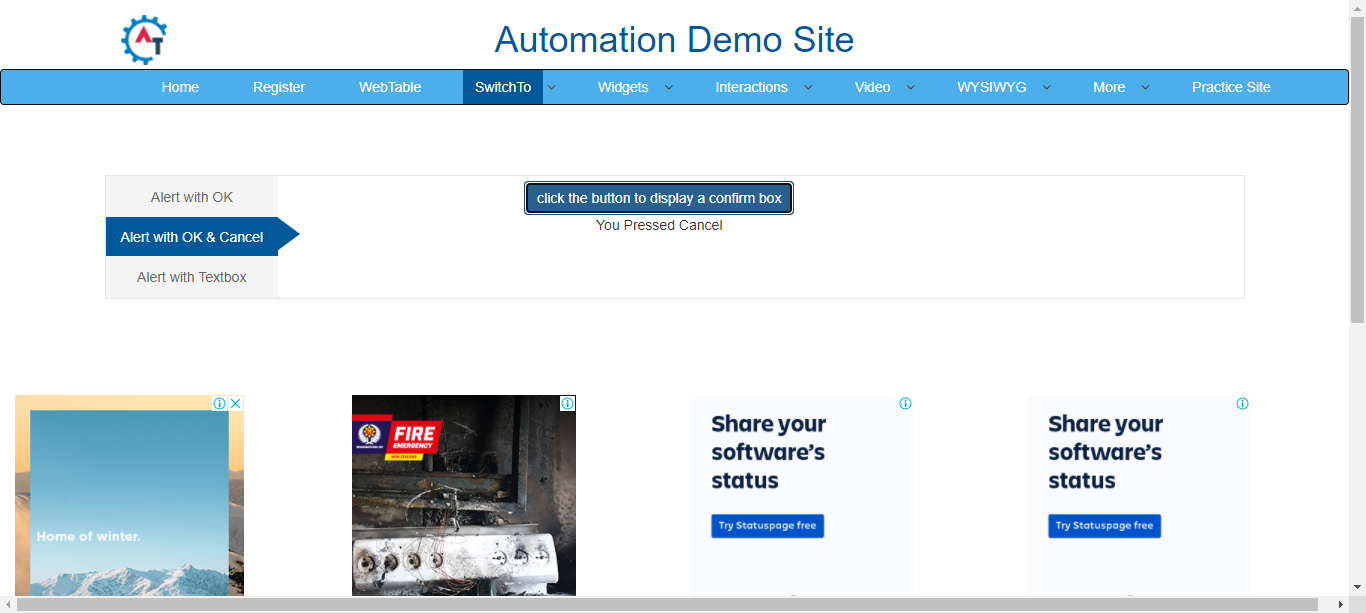 AT
Automation Demo Site
Home Register WebTable SwitchTo Widgets Interactions Video WYSIWYG More Practice Site
Alert with OK
Alert with OK & Cancel
Alert with Textbox
click the button to display a confirm box
You Pressed Cancel
Home of winter.
FIRE
EMERGENCY
NEW ZEALAND
Share your
software's
status
Try Statuspage free
Share your
software's
status
Try Statuspage free